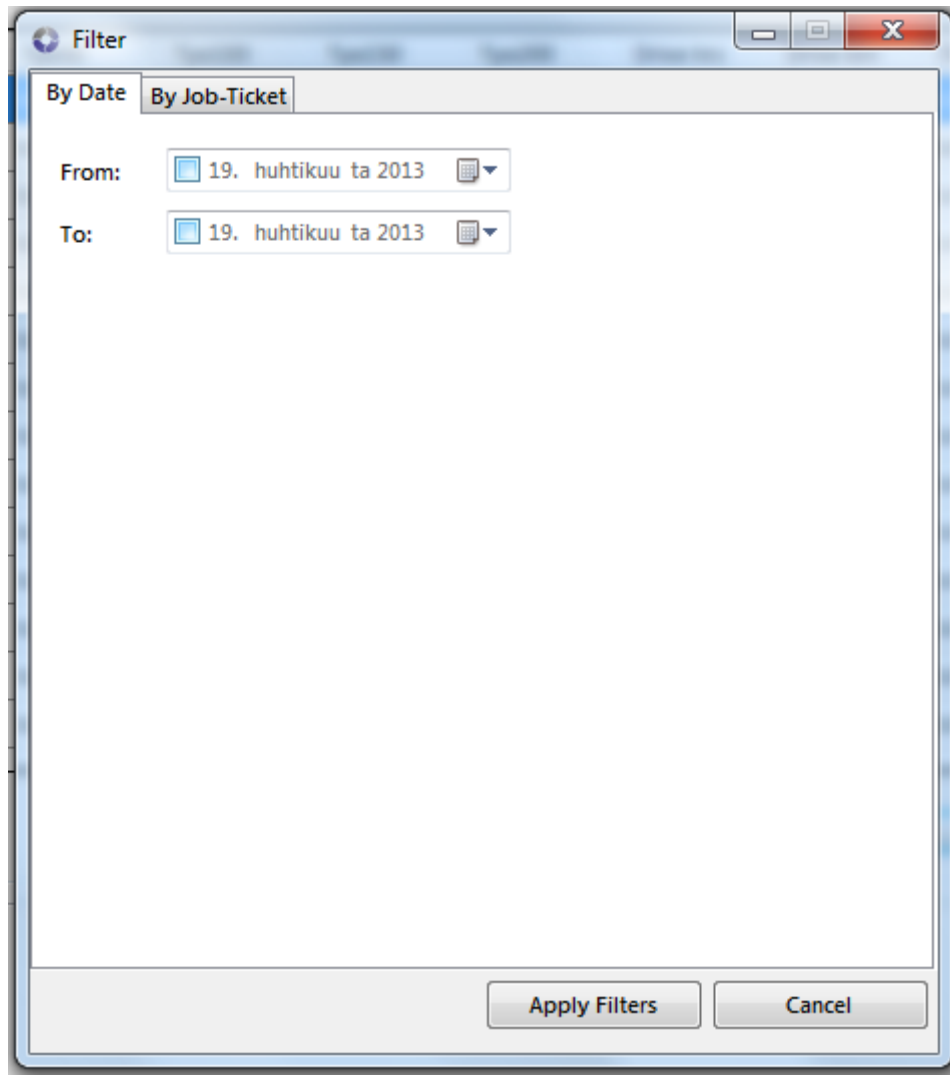 Filter
By Date By Job-Ticket
From: 19. huhtikuu ta 2013
To: 19. huhtikuu ta 2013
Apply Filters Cancel